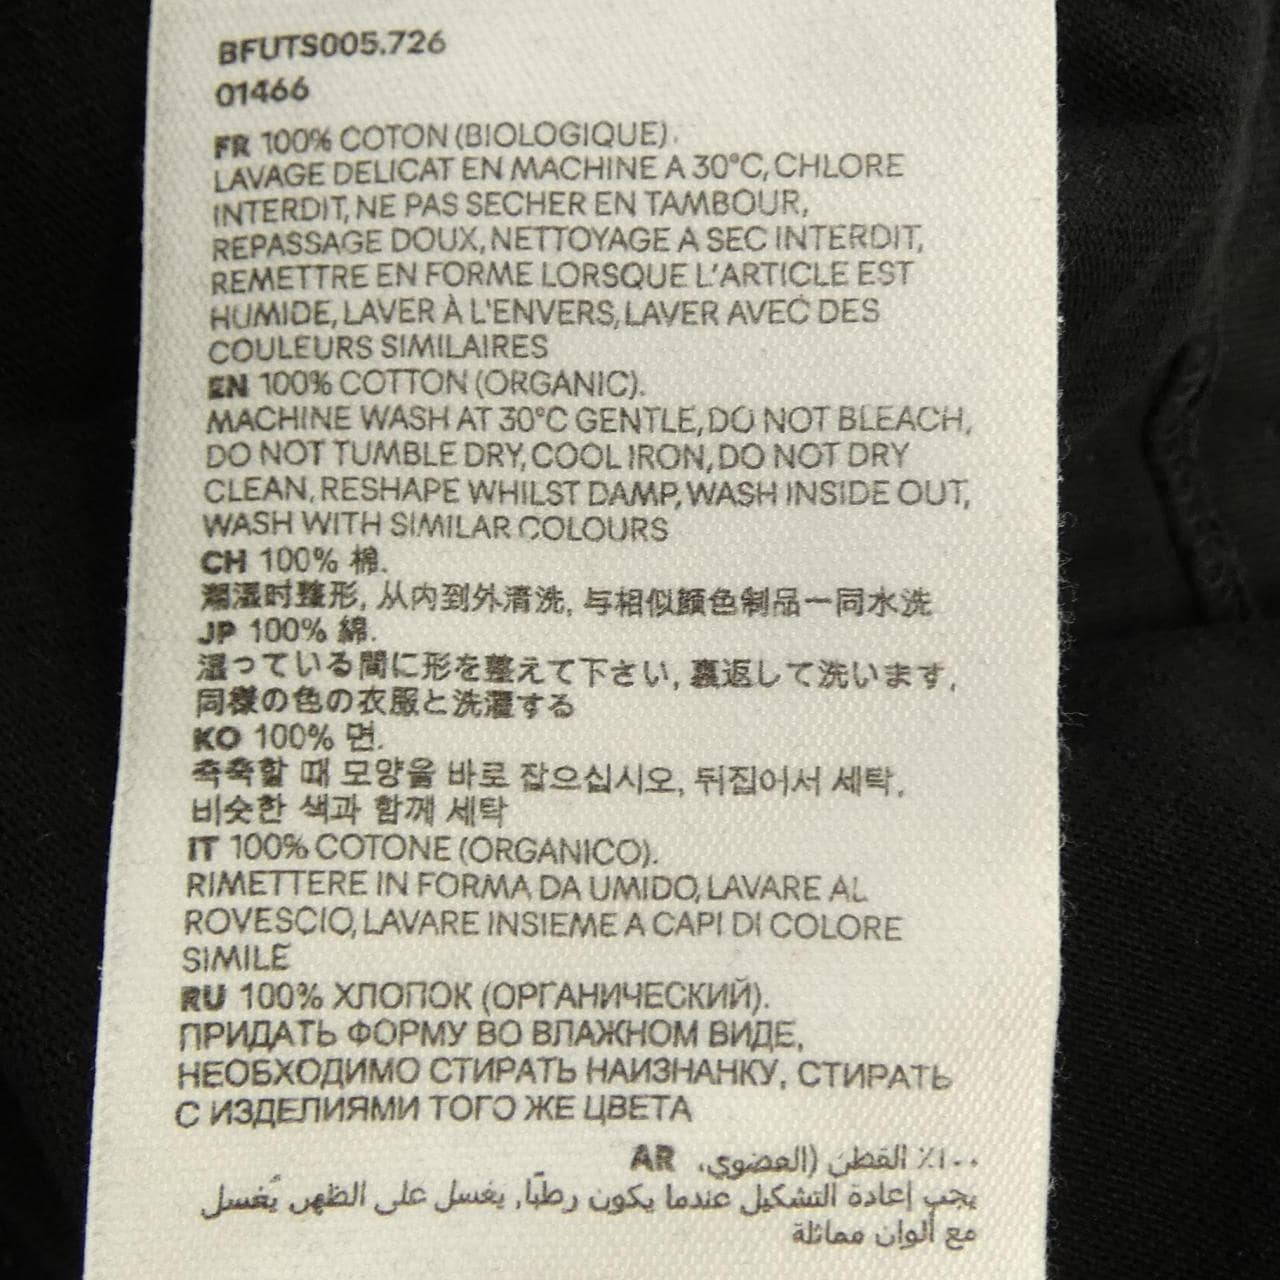 BFUTS005.726
01466
FR 100% COTON (BIOLOGIQUE).
LAVAGE DELICAT EN MACHINE A 30°C, CHLORE
INTERDIT, NE PAS SECHER EN TAMBOUR,
REPASSAGE DOUX, NETTOYAGE A SEC INTERDIT,
REMETTRE EN FORME LORSQUE L'ARTICLE EST
HUMIDE, LAVER À L'ENVERS, LAVER AVEC DES
COULEURS SIMILAIRES
EN 100% COTTON (ORGANIC).
MACHINE WASH AT 30°C GENTLE, DO NOT BLEACH,
DO NOT TUMBLE DRY, COOL IRON, DO NOT DRY
CLEAN, RESHAPE WHILST DAMP, WASH INSIDE OUT,
WASH WITH SIMILAR COLOURS
CH 100% 棉.
潮湿时整形, 从内到外清洗, 与相似颜色制品一同水洗
JP 100% 綿.
湿っている間に形を整えて下さい, 裏返して洗います,
同様の色の衣服と洗濯する
KO 100% 면.
축축할 때 모양을 바로 잡으십시오, 뒤집어서 세탁,
비슷한 색과 함께 세탁
IT 100% COTONE (ORGANICO).
RIMETTERE IN FORMA DA UMIDO, LAVARE AL
ROVESCIO, LAVARE INSIEME A CAPI DI COLORE
SIMILE
RU 100% ХЛОПОК (ОРГАНИЧЕСКИЙ).
ПРИДАТЬ ФОРМУ ВО ВЛАЖНОМ ВИДЕ,
НЕОБХОДИМО СТИРАТЬ НАИЗНАНКУ, СТИРАТЬ
С ИЗДЕЛИЯМИ ТОГО ЖЕ ЦВЕТА
١٠٠٪ القطن (العضوي. AR
يجب إعادة التشكيل عندما يكون رطبًا, يغسل على الظهر, يُغسل
مع ألوان مماثلة